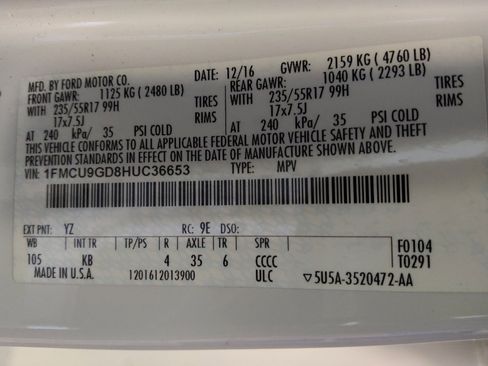 MFD. BY FORD MOTOR CO.
DATE: 12/16 GVWR: 2159 KG ( 4760 LB)
FRONT GAWR: 1125 KG ( 2480 LB) REAR GAWR: 1040 KG ( 2293 LB)
WITH 235/55R17 99H TIRES WITH 235/55R17 99H TIRES
17x7.5J RIMS 17x7.5J RIMS
AT 240 kPa/ 35 PSI COLD AT 240 kPa/ 35 PSI COLD
THIS VEHICLE CONFORMS TO ALL APPLICABLE FEDERAL MOTOR VEHICLE SAFETY AND THEFT
PREVENTION STANDARDS IN EFFECT ON THE DATE OF MANUFACTURE SHOWN ABOVE.
VIN: 1FMCU9GD8HUC36653 TYPE: MPV
EXT PNT: YZ RC: 9E DSO:
WB INT TR TP/PS R AXLE TR SPR F0104
105 KB 4 35 6 CCCC T0291
MADE IN U.S.A. 1201612013900 ULC ▽5U5A-3520472-AA